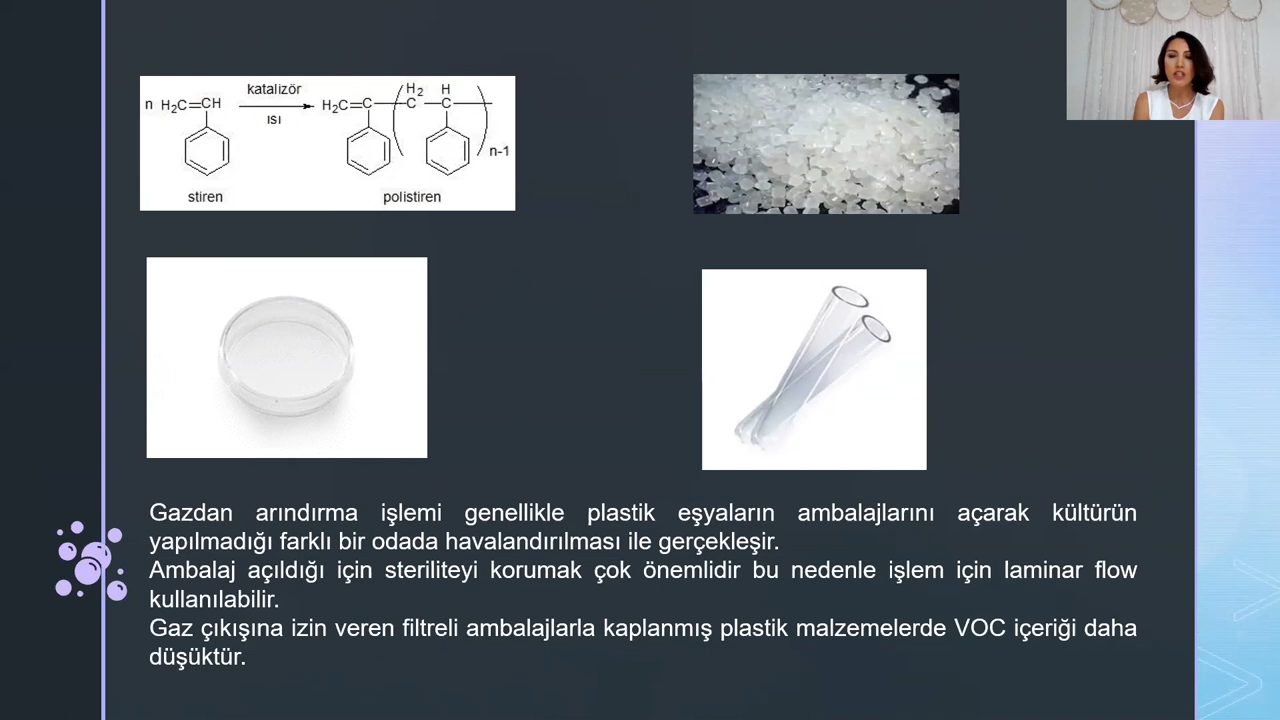 n H₂C=CH
katalizör
ısı
H₂C=C
H₂
C
H
C
n-1
stiren
polistiren
Gazdan arındırma işlemi genellikle plastik eşyaların ambalajlarını açarak kültürün
yapılmadığı farklı bir odada havalandırılması ile gerçekleşir.
Ambalaj açıldığı için steriliteyi korumak çok önemlidir bu nedenle işlem için laminar flow
kullanılabilir.
Gaz çıkışına izin veren filtreli ambalajlarla kaplanmış plastik malzemelerde VOC içeriği daha
düşüktür.